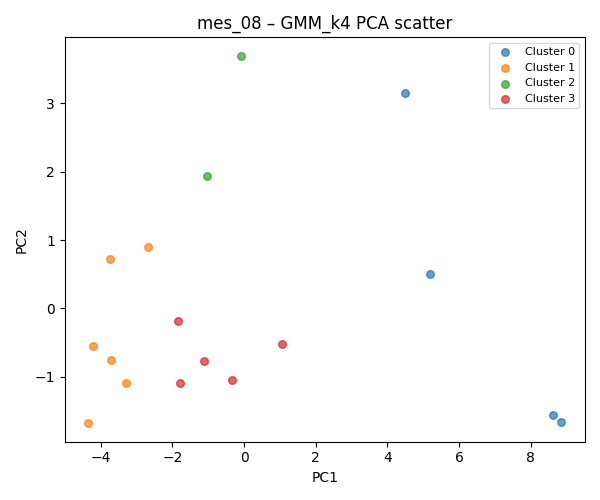 mes_08 – GMM_k4 PCA scatter
Cluster 0
Cluster 1
Cluster 2
Cluster 3
PC2
3
2
1
0
−1
−4
−2
0
2
4
6
8
PC1